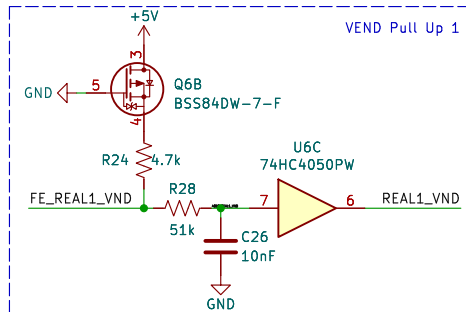 +5V
VEND Pull Up 1
3
Q6B
BSS84DW-7-F
GND
5
4
R24
4.7k
U6C
74HC4050PW
FE_REAL1_VND
R28
51k
7
6
REAL1_VND
C26
10nF
GND